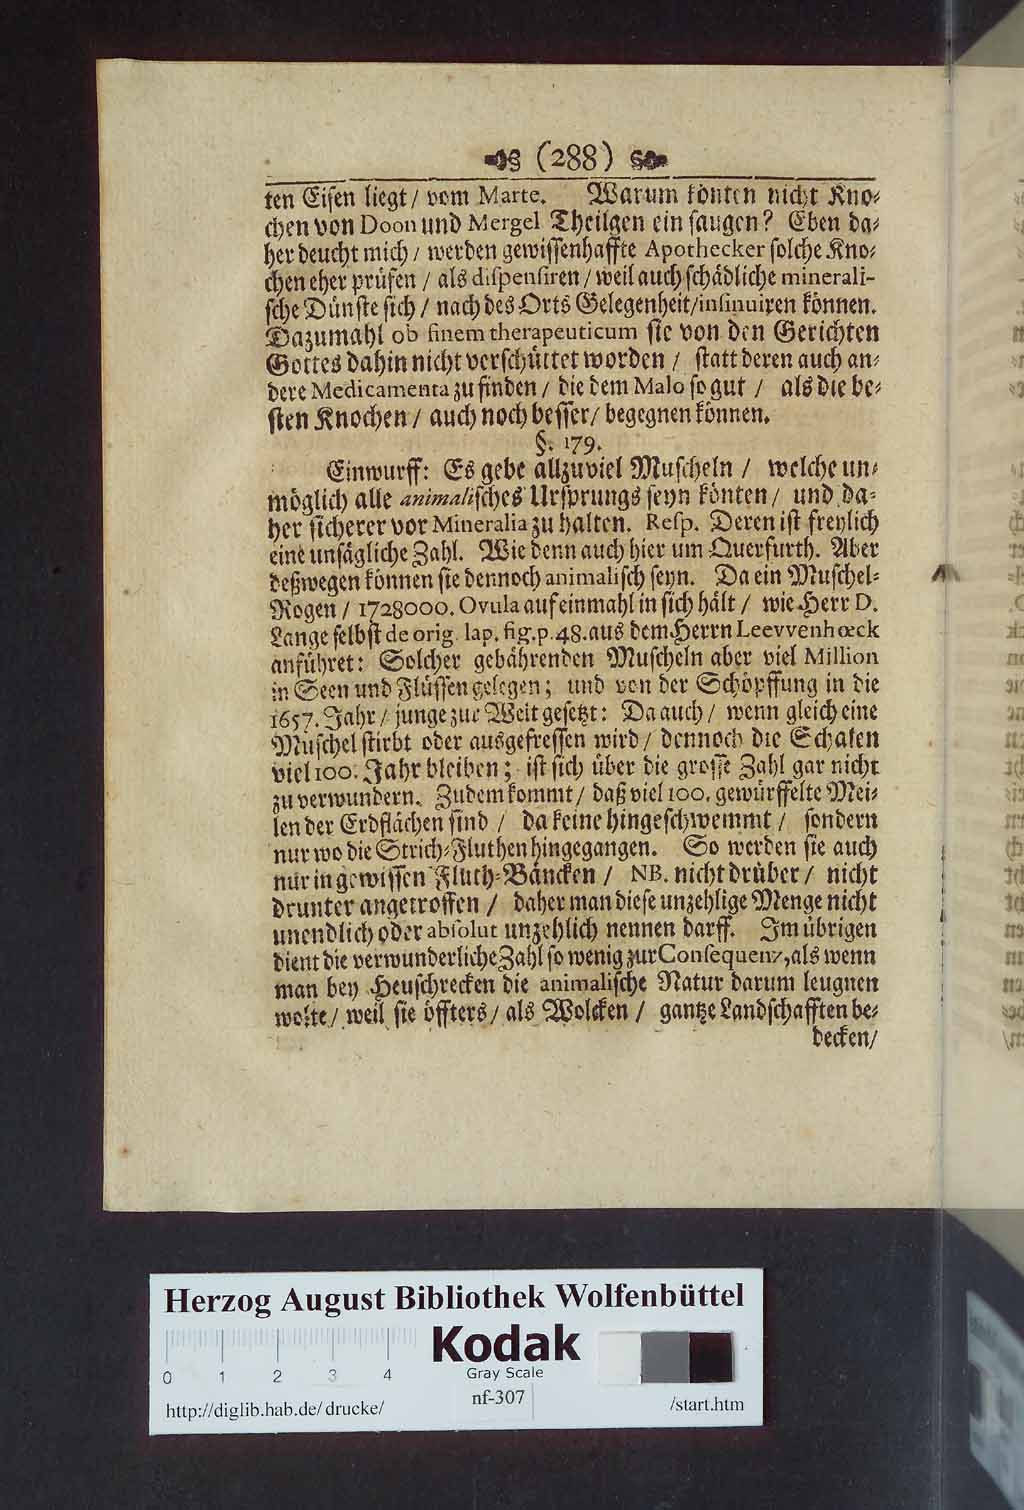 (288)
ten Eisen liegt / vom Marte. Warum könten nicht Kno⸗
chen von Doon und Mergel Theilgen ein saugen? Eben da⸗
her deucht mich / werden gewissenhaffte Apothecker solche Kno⸗
chen eher prüfen / als dispensiren / weil auch schädliche minerali-
sche Dünste sich / nach des Orts Gelegenheit / insinuiren können.
Dazumahl ob finem therapeuticum sie von den Gerichten
Gottes dahin nicht verschüttet worden / statt deren auch an⸗
dere Medicamenta zu finden / die dem Malo so gut / als die be⸗
sten Knochen / auch noch besser / begegnen können.
§. 179.
Einwurff: Es gebe allzuviel Muscheln / welche un⸗
möglich alle animalisches Ursprungs seyn könten / und da⸗
her sicherer vor Mineralia zu halten. Resp. Deren ist freylich
eine unsägliche Zahl. Wie denn auch hier um Querfurth. Aber
deßwegen können sie dennoch animalisch seyn. Da ein Muschel⸗
Rogen / 1728000. Ovula auf einmahl in sich hält / wie Herr D.
Lange selbst de orig. lap. fig. p. 48. aus dem Herrn Leevvenhœck
anführet: Solcher gebährenden Muscheln aber viel Million
in Seen und Flüssen gelegen; und von der Schöpffung in die
1657. Jahr / junge zur Welt gesetzt: Da auch / wenn gleich eine
Muschel stirbt oder ausgefressen wird / dennoch die Schalen
viel 100. Jahr bleiben; ist sich über die grosse Zahl gar nicht
zu verwundern. Zudem kommt / daß viel 100. gewürffelte Mei⸗
len der Erdflächen sind / da keine hingeschwemmt / sondern
nur wo die Strich⸗Fluthen hingegangen. So werden sie auch
nur in gewissen Fluth⸗Bäncken / NB. nicht drüber / nicht
drunter angetroffen / daher man diese unzehlige Menge nicht
unendlich oder absolut unzehlich nennen darff. Im übrigen
dient die verwunderliche Zahl so wenig zur Consequenz, als wenn
man bey Heuschrecken die animalische Natur darum leugnen
wolte / weil sie öffters / als Wolcken / gantze Landschafften be⸗
decken /
Herzog August Bibliothek Wolfenbüttel
Kodak
Gray Scale
0 1 2 3 4
nf-307
http://diglib.hab.de/drucke/ /start.htm